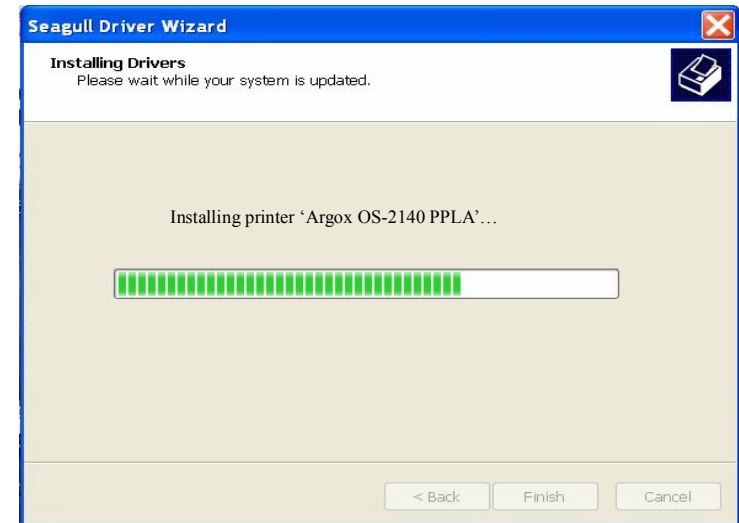 Seagull Driver Wizard
Installing Drivers
Please wait while your system is updated.
Installing printer ‘Argox OS-2140 PPLA’…
< Back
Finish
Cancel